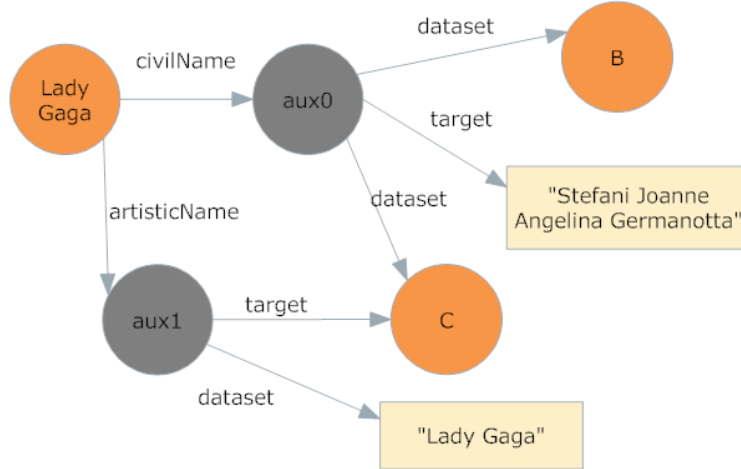 dataset
civilName
B
Lady
Gaga
aux0
target
"Stefani Joanne
Angelina Germanotta"
dataset
artisticName
target
aux1
C
dataset
"Lady Gaga"